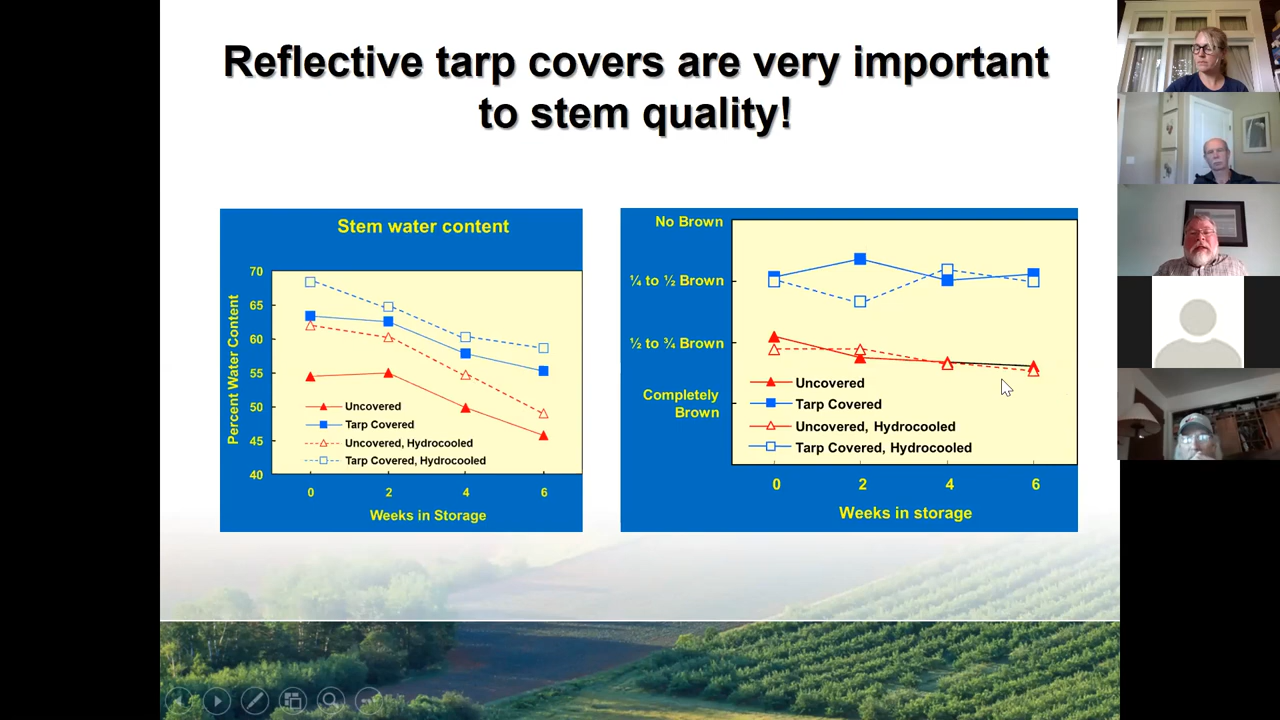 Reflective tarp covers are very important
to stem quality!
Stem water content
Percent Water Content
70
65
60
55
50
45
40
Uncovered
Tarp Covered
Uncovered, Hydrocooled
Tarp Covered, Hydrocooled
0 2 4 6
Weeks in Storage
No Brown
¼ to ½ Brown
½ to ¾ Brown
Completely
Brown
Uncovered
Tarp Covered
Uncovered, Hydrocooled
Tarp Covered, Hydrocooled
0 2 4 6
Weeks in storage